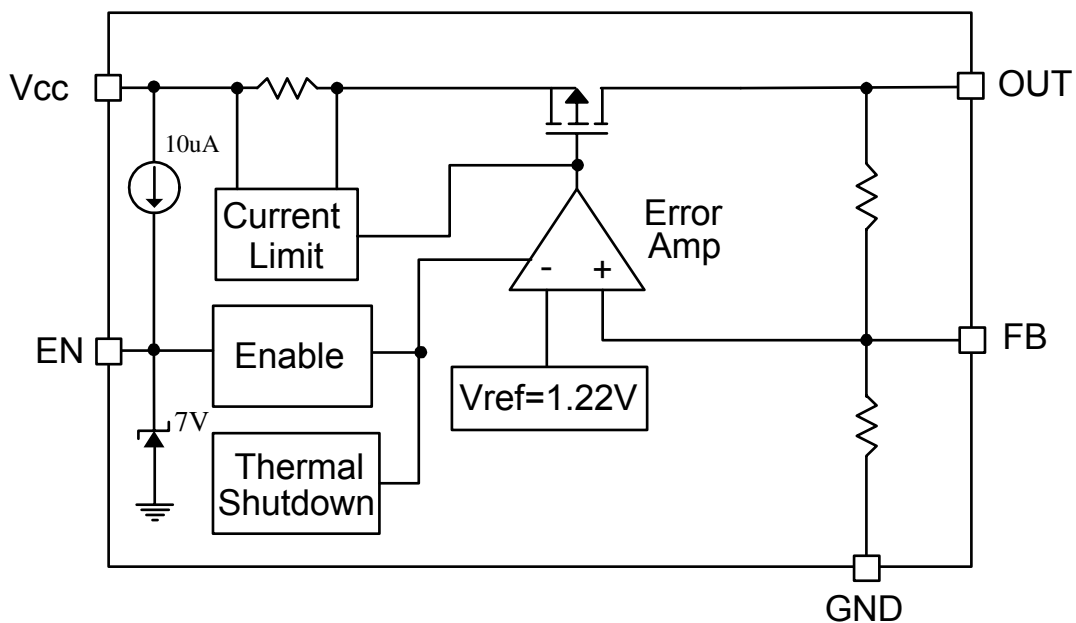 Vcc
OUT
10uA
Current
Limit
Error
Amp
-
+
EN
Enable
FB
Vref=1.22V
7V
Thermal
Shutdown
GND